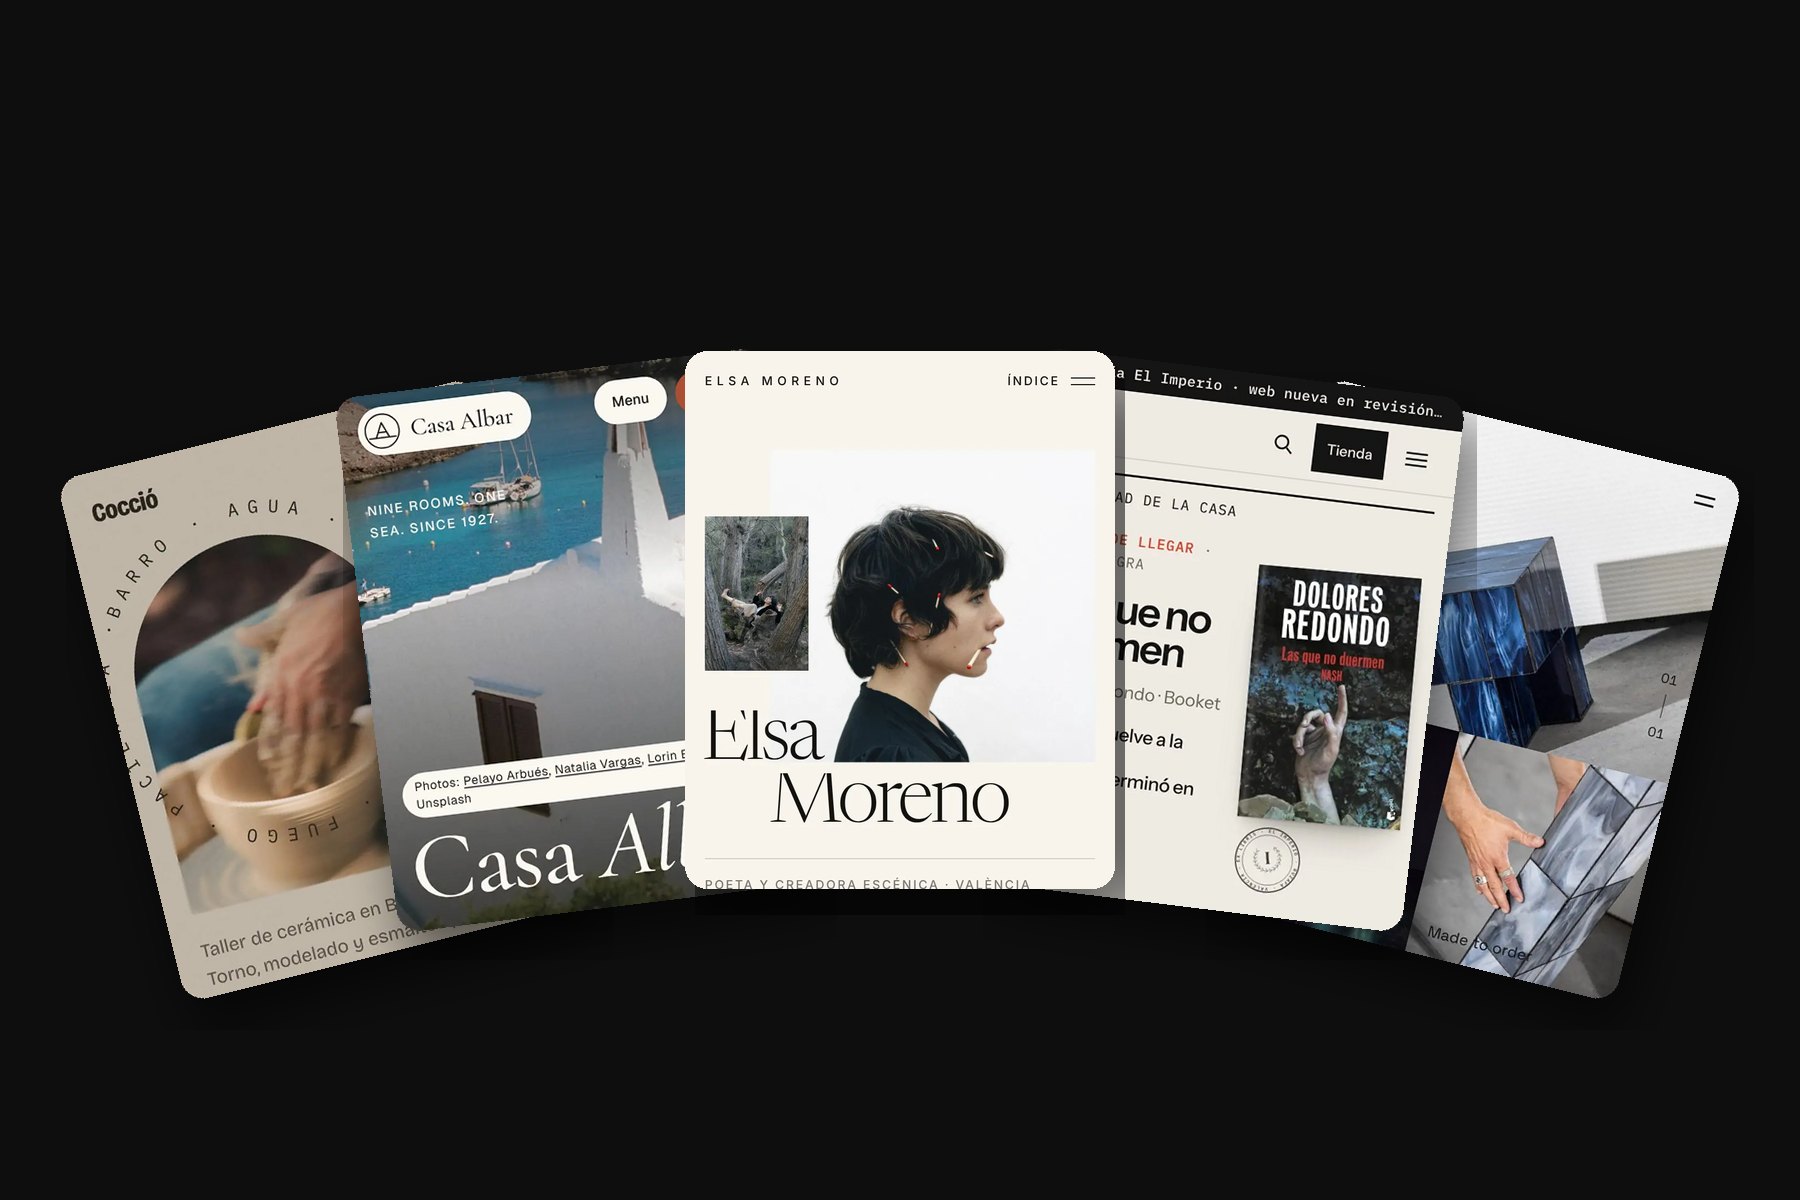 Cocció
· AGUA ·
· BARRO
FUEGO
Taller de cerámica en
Torno, modelado y
Casa Albar
Menu
NINE ROOMS. ONE
SEA. SINCE 1927.
Photos: Pelayo Arbués, Natalia Vargas, Lorin
Unsplash
Casa
ELSA MORENO
ÍNDICE
Elsa
Moreno
POETA Y CREADORA ESCÉNICA · VALÈNCIA
a El Imperio · web nueva en revisión…
Tienda
AD DE LA CASA
DE LLEGAR ·
GRA
ue no
men
ondo · Booket
uelve a la
erminó en
DOLORES
REDONDO
Las que no duermen
NASH
I
01
01
Made to order